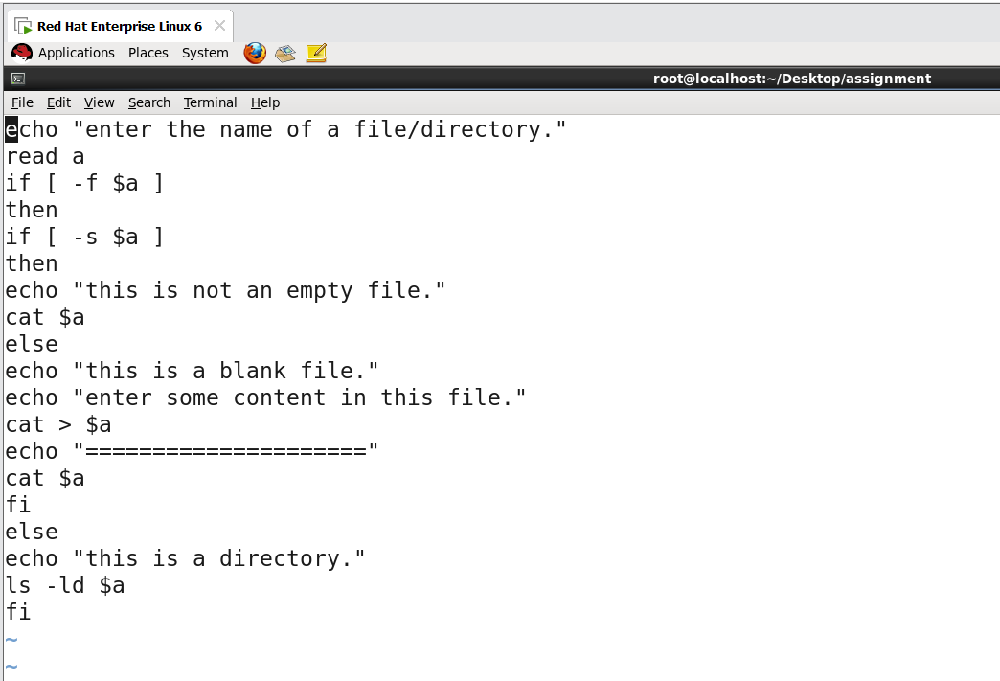 Red Hat Enterprise Linux 6
Applications Places System
root@localhost:~/Desktop/assignment
File Edit View Search Terminal Help
echo "enter the name of a file/directory."
read a
if [ -f $a ]
then
if [ -s $a ]
then
echo "this is not an empty file."
cat $a
else
echo "this is a blank file."
echo "enter some content in this file."
cat > $a
echo "====================="
cat $a
fi
else
echo "this is a directory."
ls -ld $a
fi
~
~